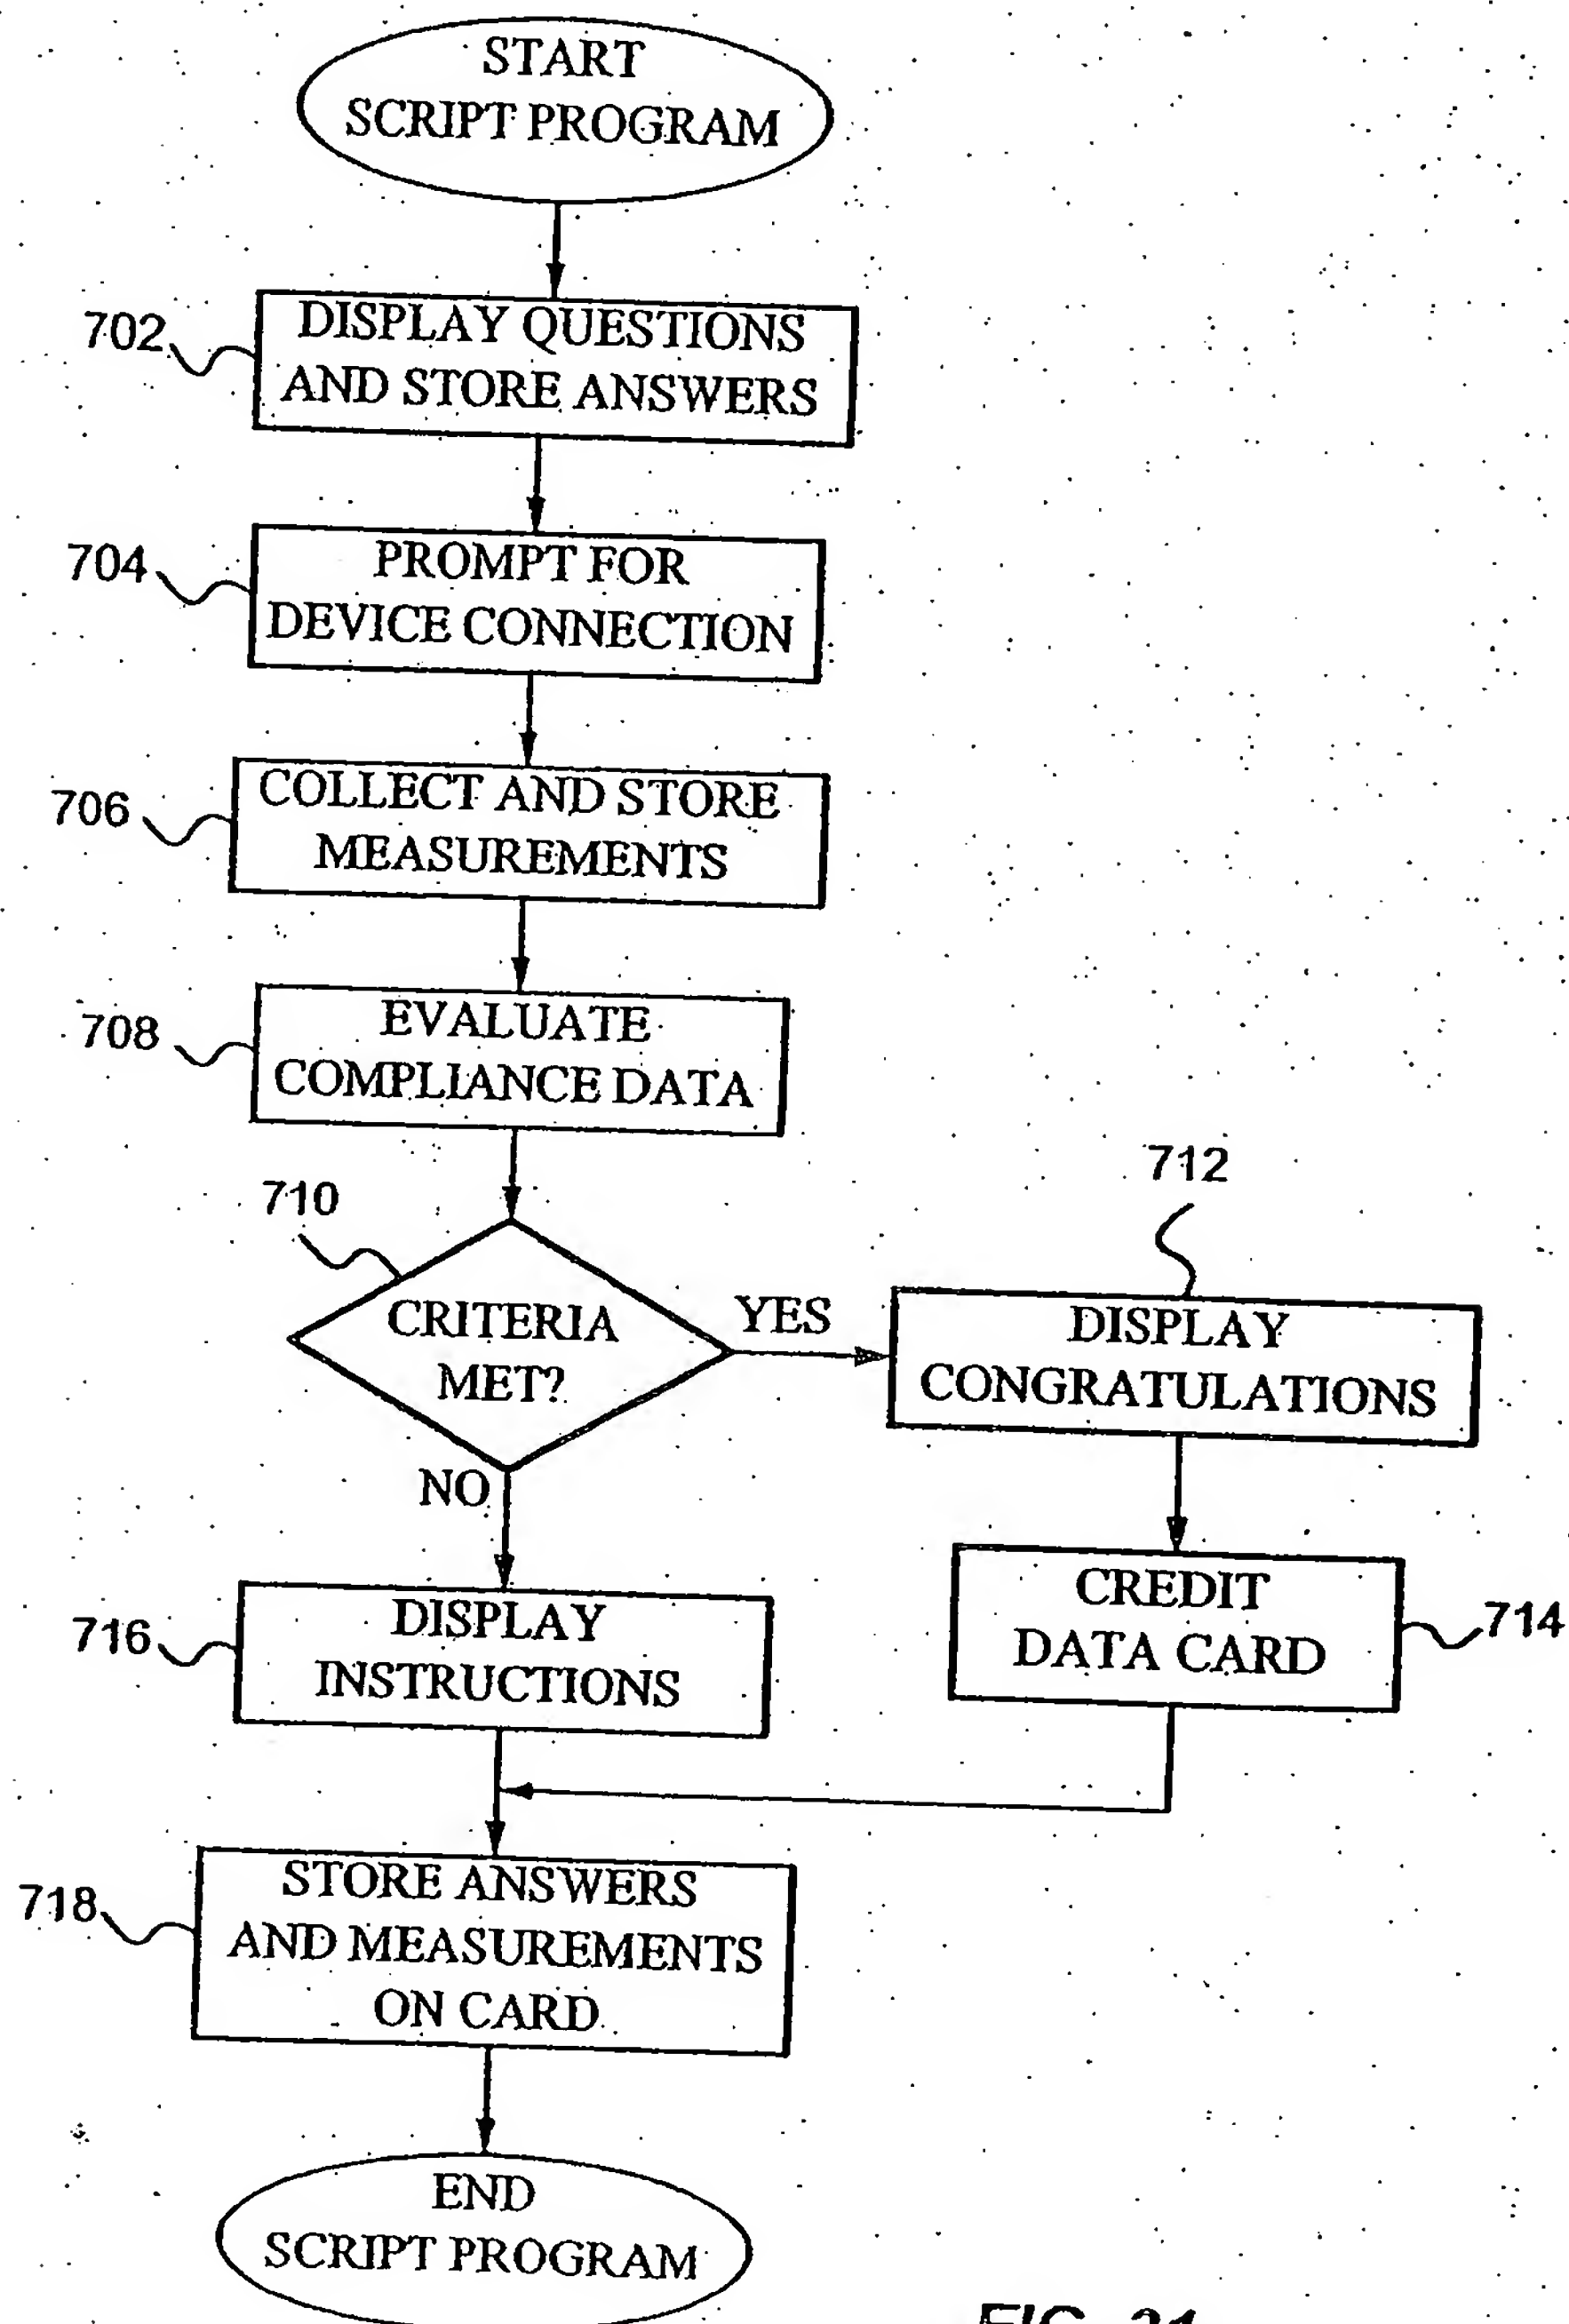 START
SCRIPT PROGRAM
702
DISPLAY QUESTIONS
AND STORE ANSWERS
704
PROMPT FOR
DEVICE CONNECTION
706
COLLECT AND STORE
MEASUREMENTS
708
EVALUATE
COMPLIANCE DATA
710
CRITERIA
MET?
YES
712
DISPLAY
CONGRATULATIONS
NO
716
DISPLAY
INSTRUCTIONS
CREDIT
DATA CARD
714
718
STORE ANSWERS
AND MEASUREMENTS
ON CARD
END
SCRIPT PROGRAM
FIG.